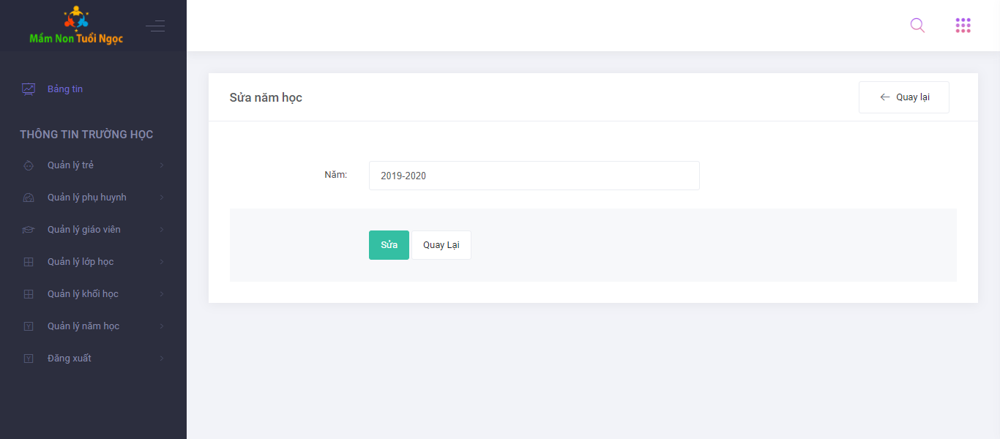 Mầm Non Tuổi Ngọc
Bảng tin
THÔNG TIN TRƯỜNG HỌC
Quản lý trẻ
Quản lý phụ huynh
Quản lý giáo viên
Quản lý lớp học
Quản lý khối học
Quản lý năm học
Đăng xuất
Sửa năm học
Quay lại
Năm:
2019-2020
Sửa
Quay Lại